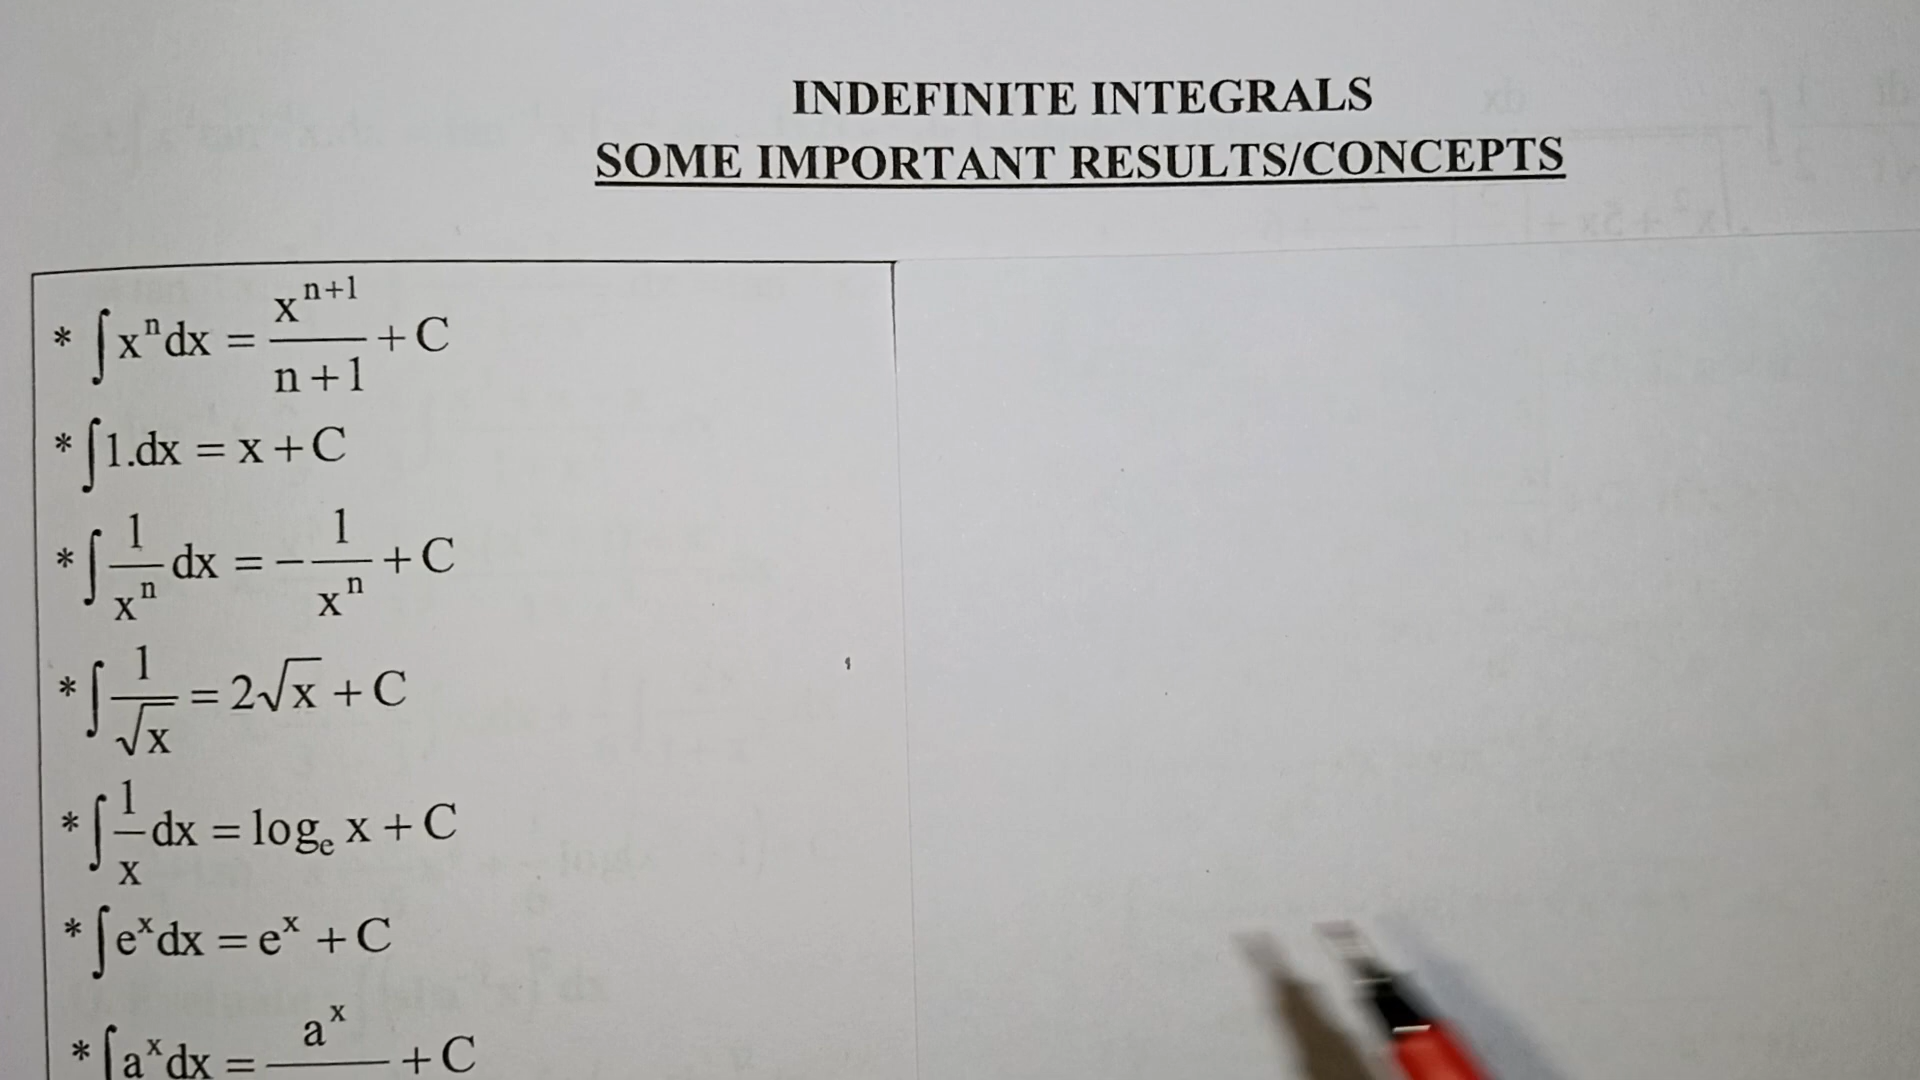 INDEFINITE INTEGRALS
SOME IMPORTANT RESULTS/CONCEPTS
* ∫xⁿdx = xⁿ⁺¹/(n+1) + C
* ∫1.dx = x + C
* ∫1/xⁿ dx = −1/xⁿ + C
* ∫1/√x = 2√x + C
* ∫1/x dx = logₑ x + C
* ∫eˣdx = eˣ + C
* ∫aˣdx = aˣ/ + C